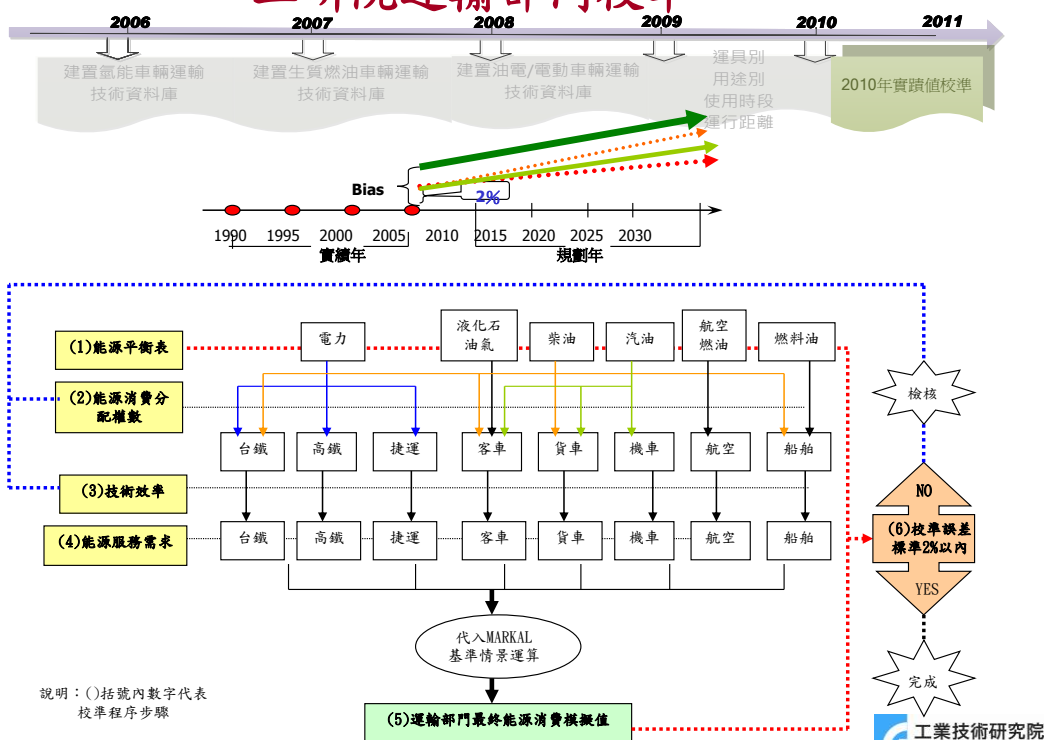 工研院運輸部門校準
2006 2007 2008 2009 2010 2011
建置氫能車輛運輸
技術資料庫
建置生質燃油車輛運輸
技術資料庫
建置油電/電動車輛運輸
技術資料庫
運具別
用途別
使用時段
運行距離
2010年實蹟值校準
Bias
2%
1990 1995 2000 2005 2010 2015 2020 2025 2030
實績年 規劃年
(1)能源平衡表
電力
液化石
油氣
柴油
汽油
航空
燃油
燃料油
(2)能源消費分
配權數
檢核
台鐵 高鐵 捷運 客車 貨車 機車 航空 船舶
(3)技術效率
NO
(4)能源服務需求
台鐵 高鐵 捷運 客車 貨車 機車 航空 船舶
(6)校準誤差
標準2%以內
YES
代入MARKAL
基準情景運算
完成
說明：()括號內數字代表
校準程序步驟
(5)運輸部門最終能源消費模擬值
工業技術研究院